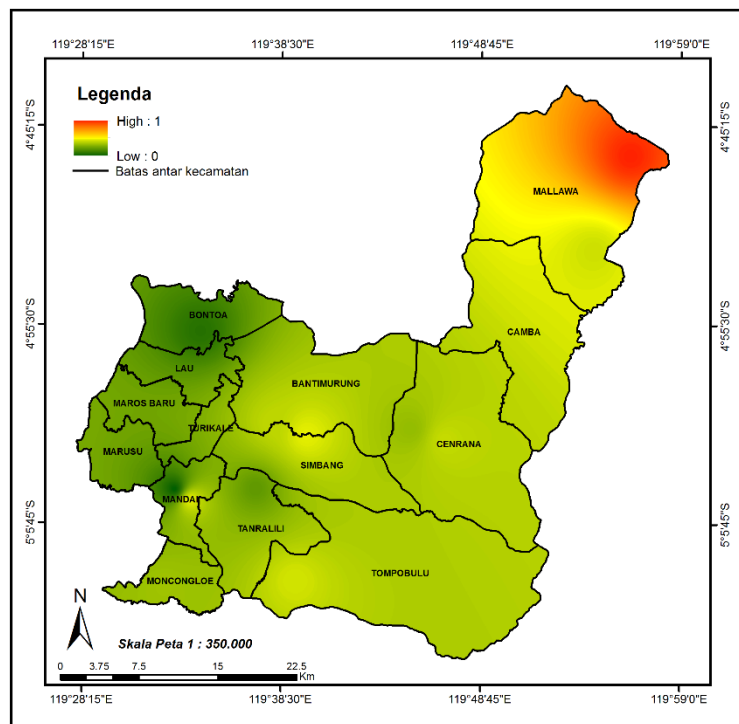 119°28'15"E 119°38'30"E 119°48'45"E 119°59'0"E
Legenda
High : 1
Low : 0
Batas antar kecamatan
4°45'15"S 4°45'15"S
MALLAWA
BONTOA
4°55'30"S 4°55'30"S
CAMBA
LAU
BANTIMURUNG
MAROS BARU
TURIKALE
MARUSU
CENRANA
SIMBANG
MANDAI
5°5'45"S 5°5'45"S
TANRALILI
TOMPOBULU
MONCONGLOE
N
Skala Peta 1 : 350.000
0 3.75 7.5 15 22.5
Km
119°28'15"E 119°38'30"E 119°48'45"E 119°59'0"E